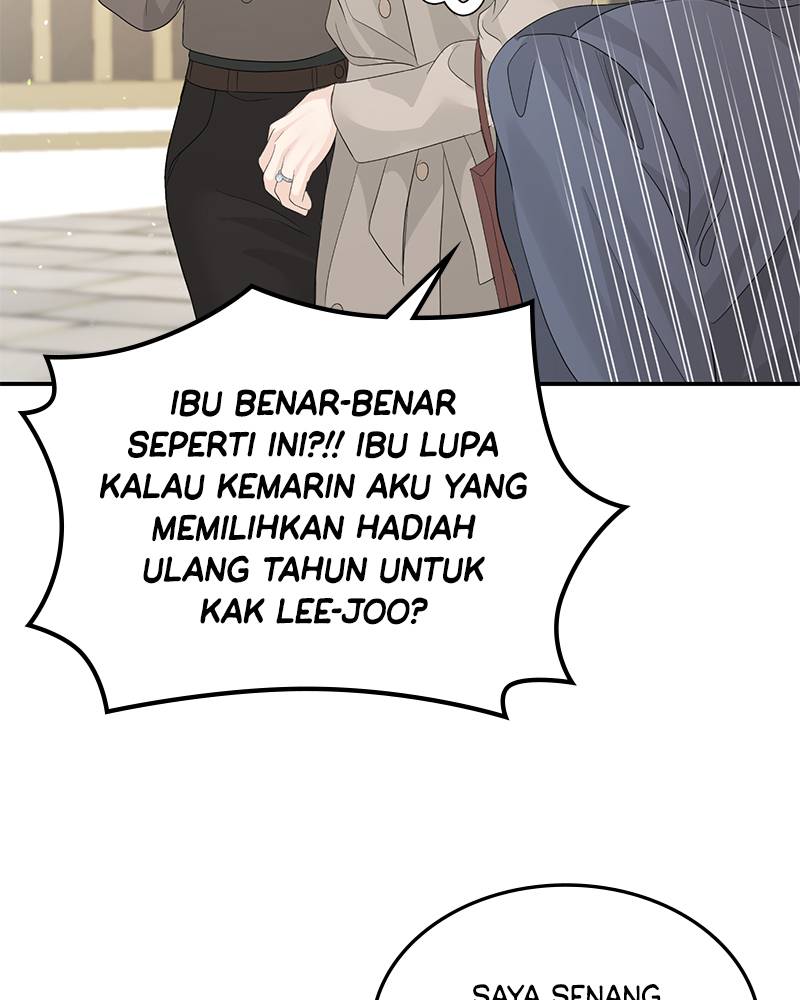 IBU BENAR-BENAR
SEPERTI INI?!! IBU LUPA
KALAU KEMARIN AKU YANG
MEMILIHKAN HADIAH
ULANG TAHUN UNTUK
KAK LEE-JOO?
SAYA SENANG